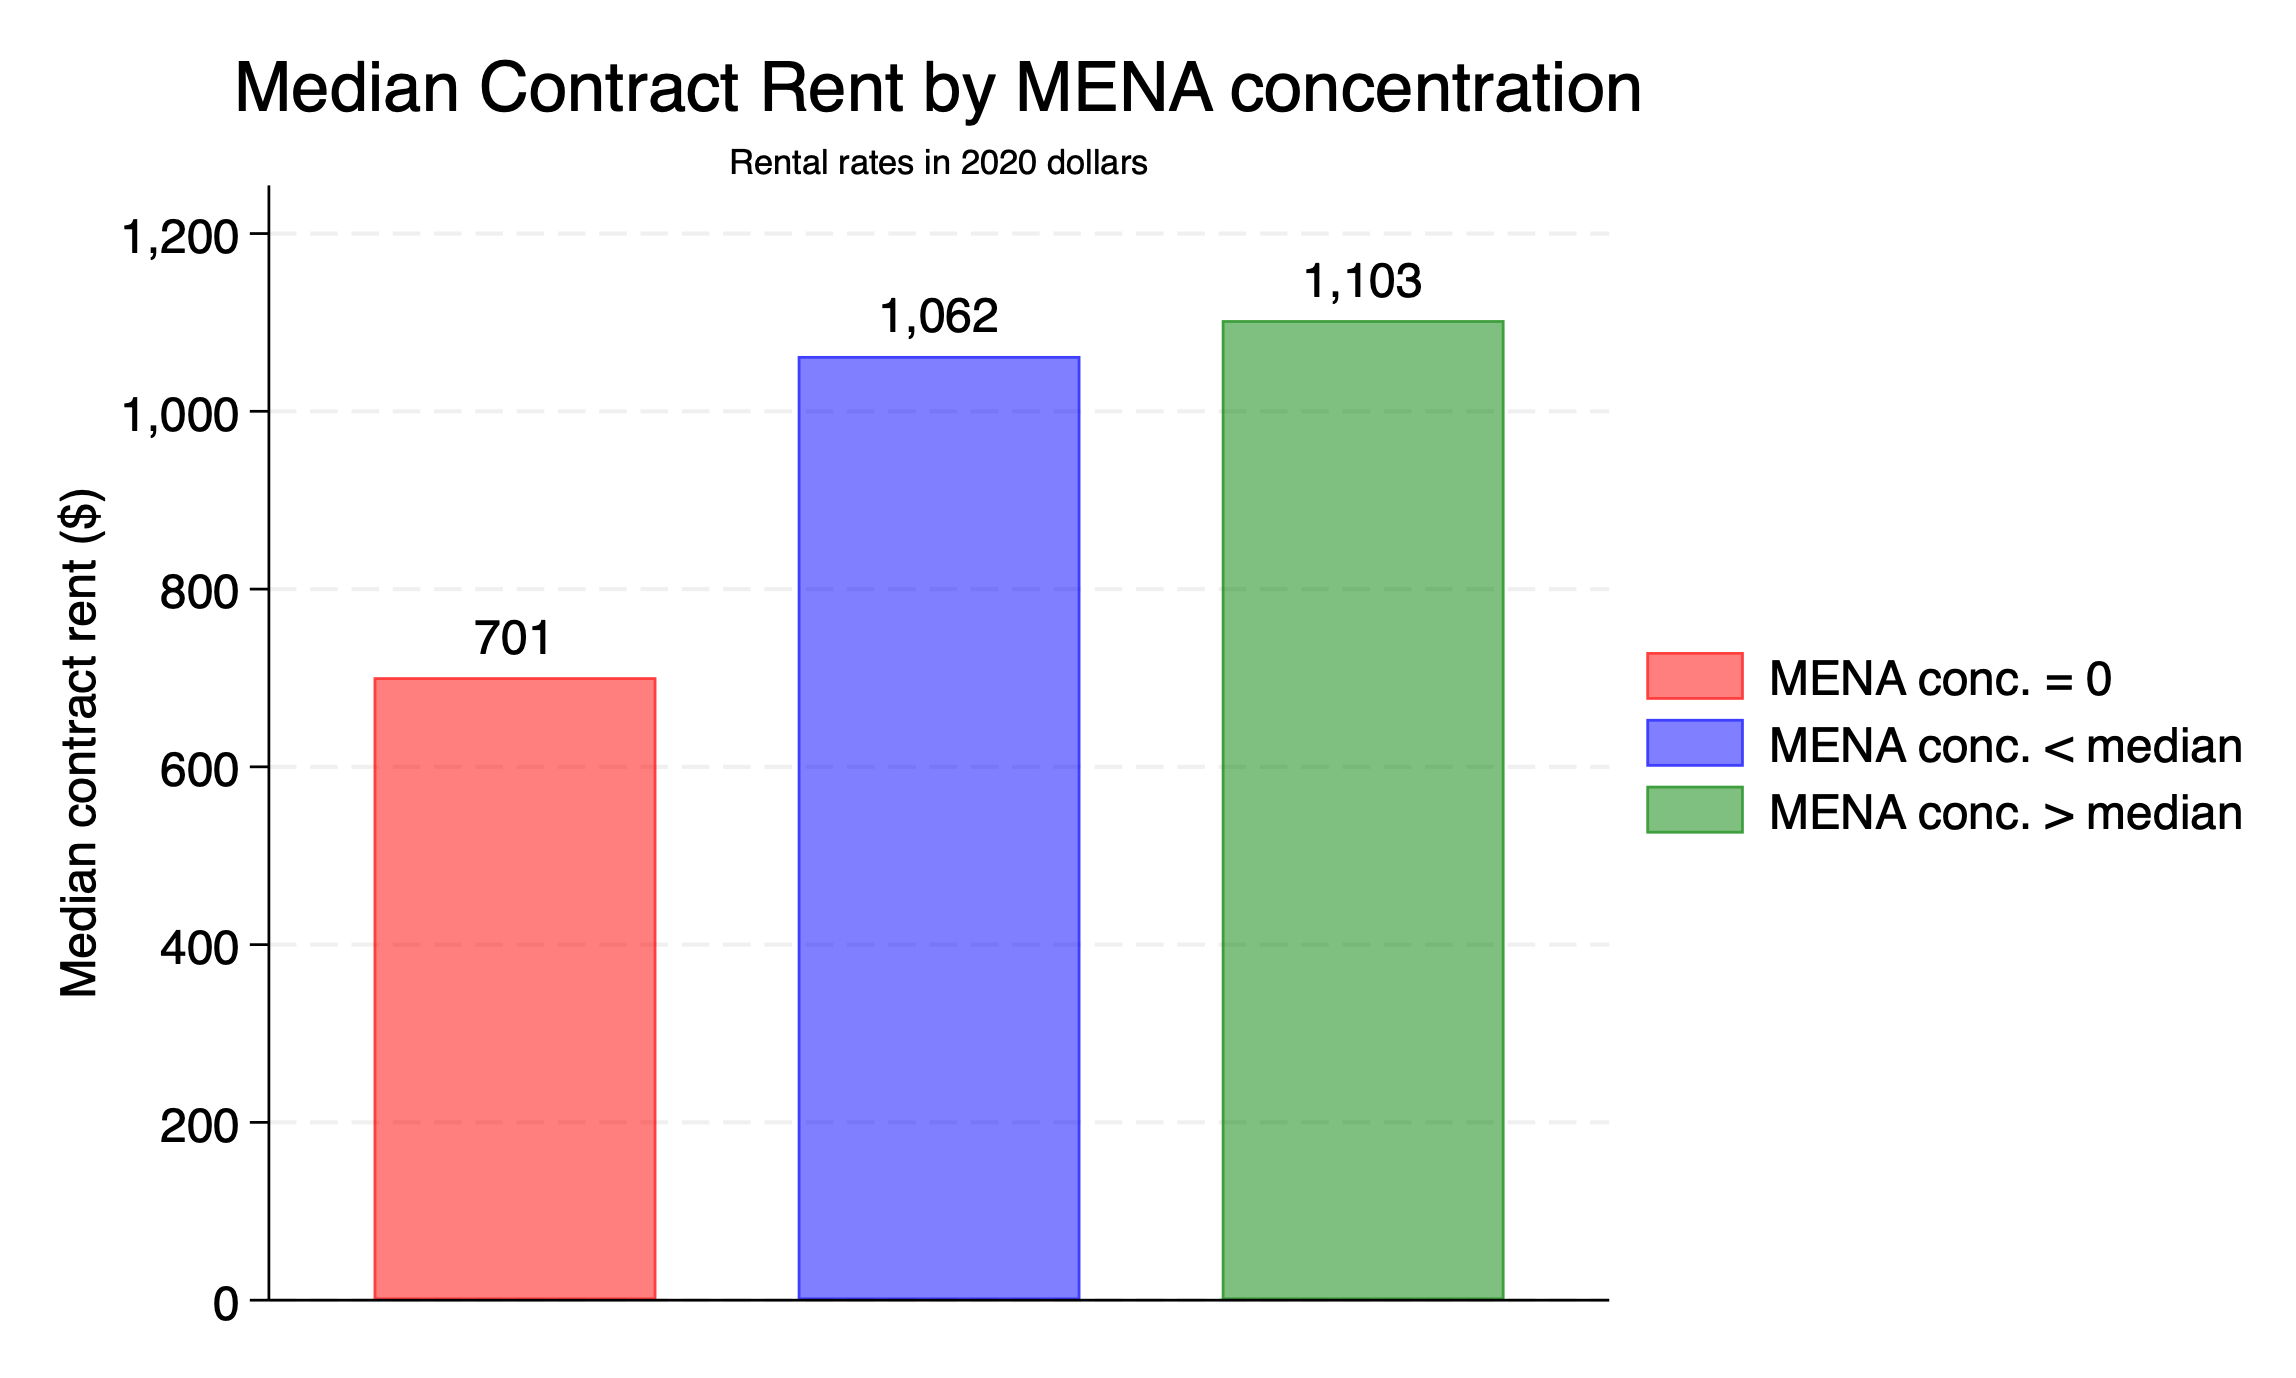 Median Contract Rent by MENA concentration
Rental rates in 2020 dollars
Median contract rent ($)
1,200
1,000
800
600
400
200
0
701
1,062
1,103
MENA conc. = 0
MENA conc. < median
MENA conc. > median